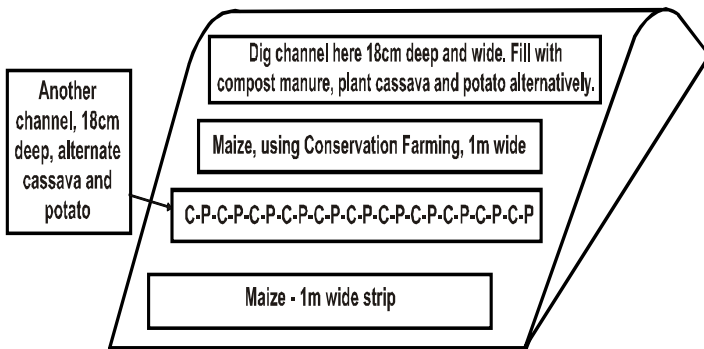 Dig channel here 18cm deep and wide. Fill with
compost manure, plant cassava and potato alternatively.
Another
channel, 18cm
deep, alternate
cassava and
potato
Maize, using Conservation Farming, 1m wide
C-P-C-P-C-P-C-P-C-P-C-P-C-P-C-P-C-P-C-P-C-P
Maize - 1m wide strip